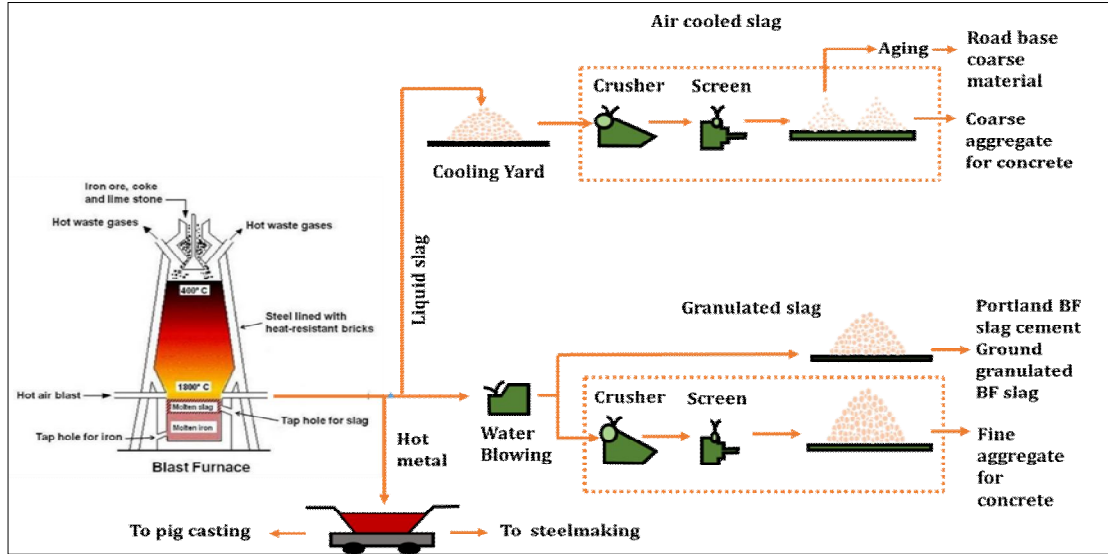 Air cooled slag
Aging
Road base
coarse
material
Crusher
Screen
Coarse
aggregate
for concrete
Cooling Yard
Iron ore, coke
and lime stone
Hot waste gases
Hot waste gases
400° C
Liquid slag
Steel lined with
heat-resistant bricks
1800° C
Hot air blast
Molten slag
Tap hole for slag
Molten iron
Tap hole for iron
Blast Furnace
Granulated slag
Portland BF
slag cement
Ground
granulated
BF slag
Water
Blowing
Crusher
Screen
Fine
aggregate
for
concrete
Hot
metal
To pig casting
To steelmaking